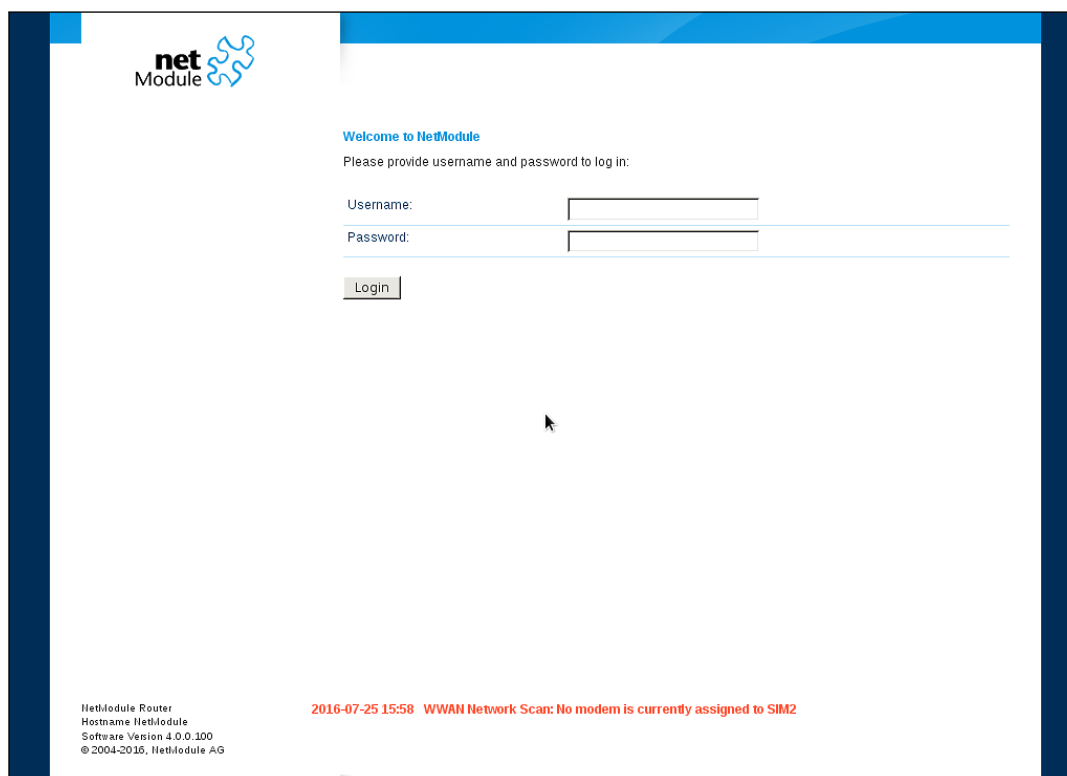 net
Module
Welcome to NetModule
Please provide username and password to log in:
Username:
Password:
Login
NetModule Router
Hostname NetModule
Software Version 4.0.0.100
© 2004-2016, NetModule AG
2016-07-25 15:58 WWAN Network Scan: No modem is currently assigned to SIM2